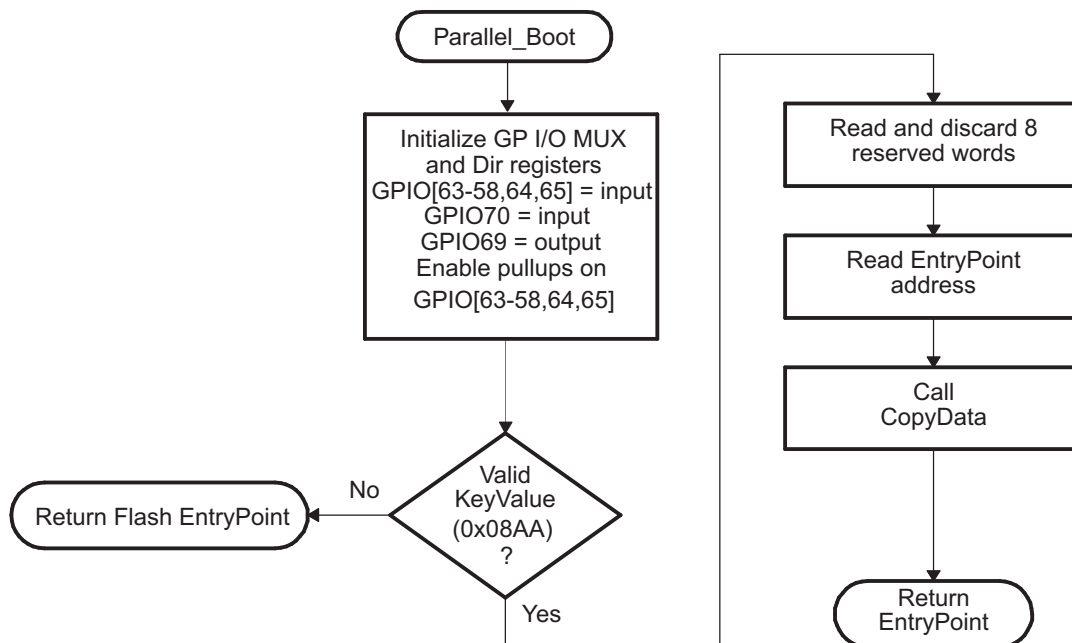 Parallel_Boot
Initialize GP I/O MUX
and Dir registers
GPIO[63-58,64,65] = input
GPIO70 = input
GPIO69 = output
Enable pullups on
GPIO[63-58,64,65]
Valid
KeyValue
(0x08AA)
?
No
Return Flash EntryPoint
Yes
Read and discard 8
reserved words
Read EntryPoint
address
Call
CopyData
Return
EntryPoint